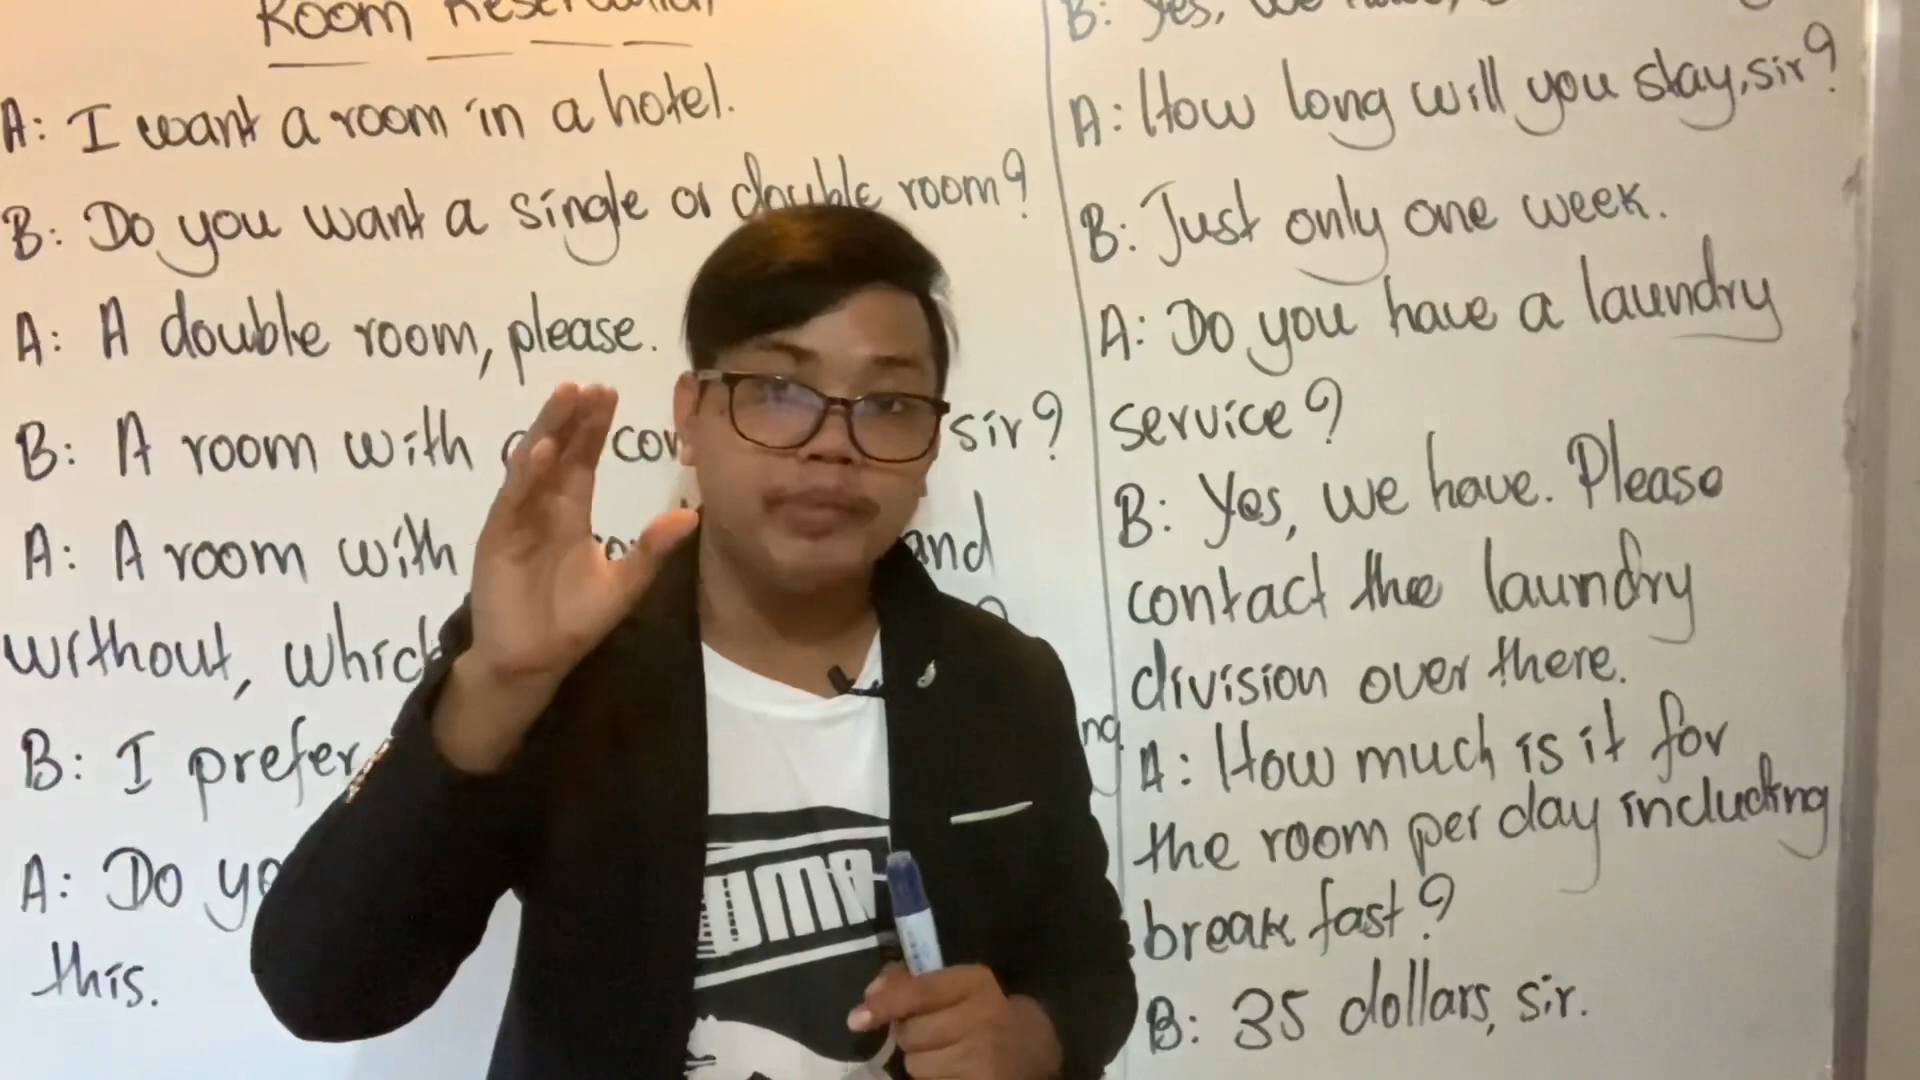 Room Reservation
A: I want a room in a hotel.
B: Do you want a single or double room?
A: A double room, please.
B: A room with sir?
A: A room with and
without,
B: I prefer
A: Do
this.
B: Yes, we have,
A: How long will you stay, sir?
B: Just only one week.
A: Do you have a laundry
service?
B: Yes, we have. Please
contact the laundry
division over there.
A: How much is it for
the room per day including
breakfast?
B: 35 dollars, sir.
PUMA